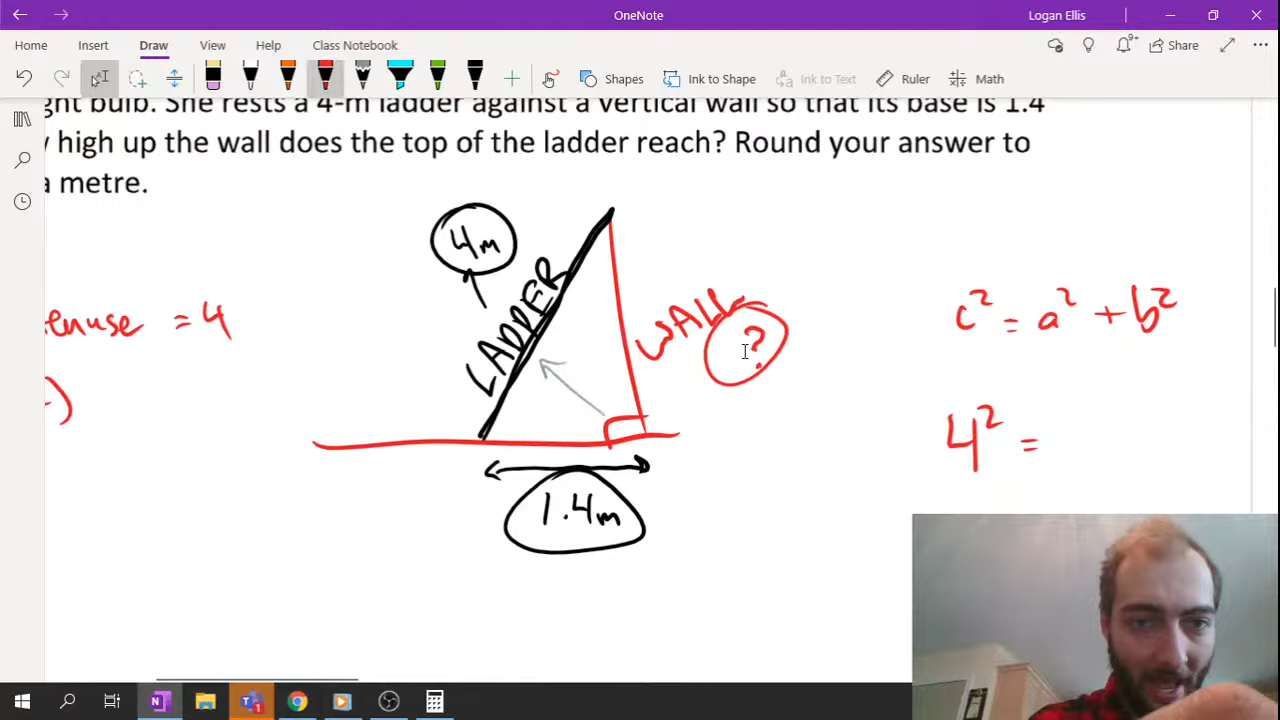 OneNote
Logan Ellis
Home Insert Draw View Help Class Notebook
9+
Share
Shapes Ink to Shape Ink to Text Ruler Math
ght bulb. She rests a 4-m ladder against a vertical wall so that its base is 1.4
high up the wall does the top of the ladder reach? Round your answer to
a metre.
4m
LADDER
WALL
?
enuse = 4
c² = a² + b²
4² =
1.4m